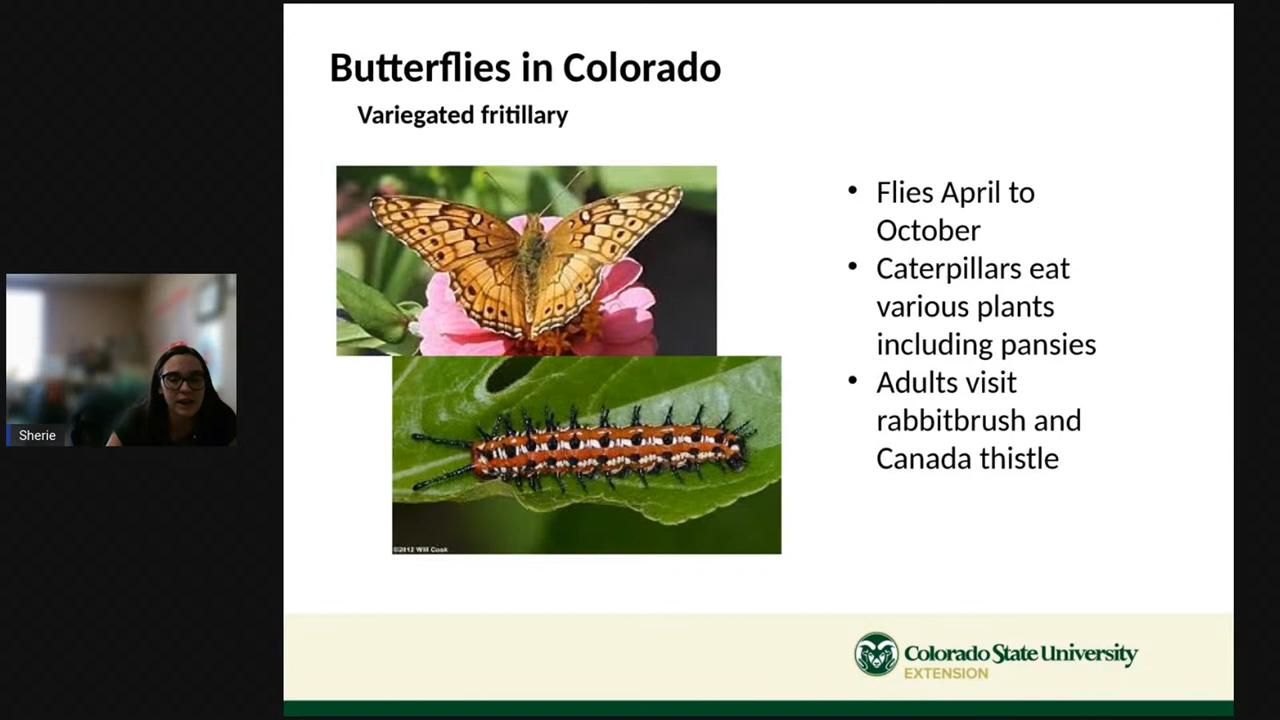 Butterflies in Colorado
Variegated fritillary
• Flies April to
October
• Caterpillars eat
various plants
including pansies
• Adults visit
rabbitbrush and
Canada thistle
Sherie
©2012 Will Cook
Colorado State University
EXTENSION